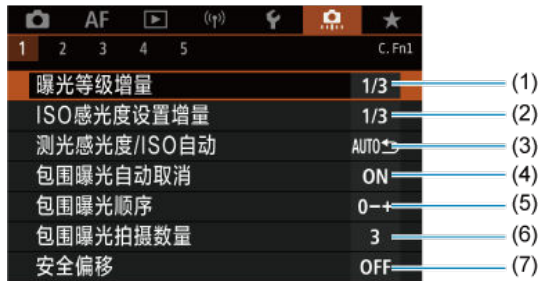 AF
1 2 3 4 5 C.Fn1
曝光等级增量 1/3 (1)
ISO感光度设置增量 1/3 (2)
测光感光度/ISO自动 AUTO (3)
包围曝光自动取消 ON (4)
包围曝光顺序 0-+ (5)
包围曝光拍摄数量 3 (6)
安全偏移 OFF (7)